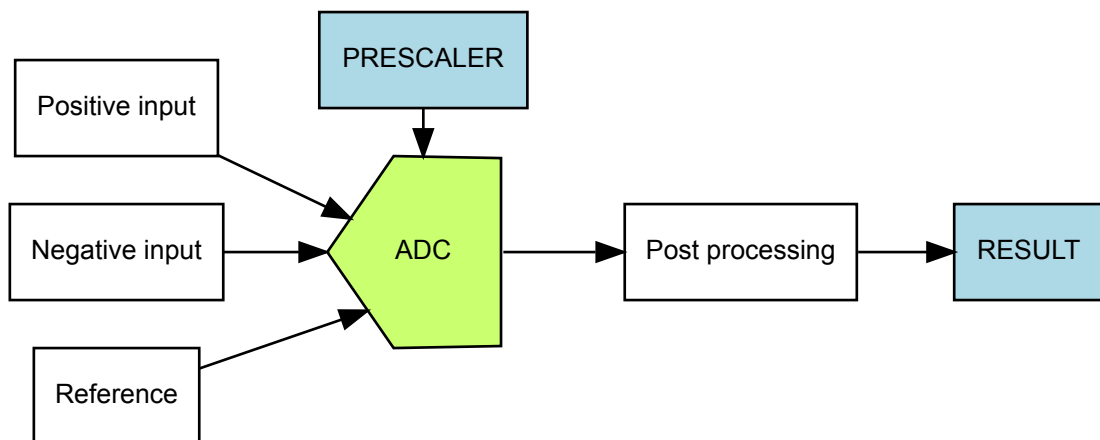 PRESCALER
Positive input
Negative input
ADC
Post processing
RESULT
Reference